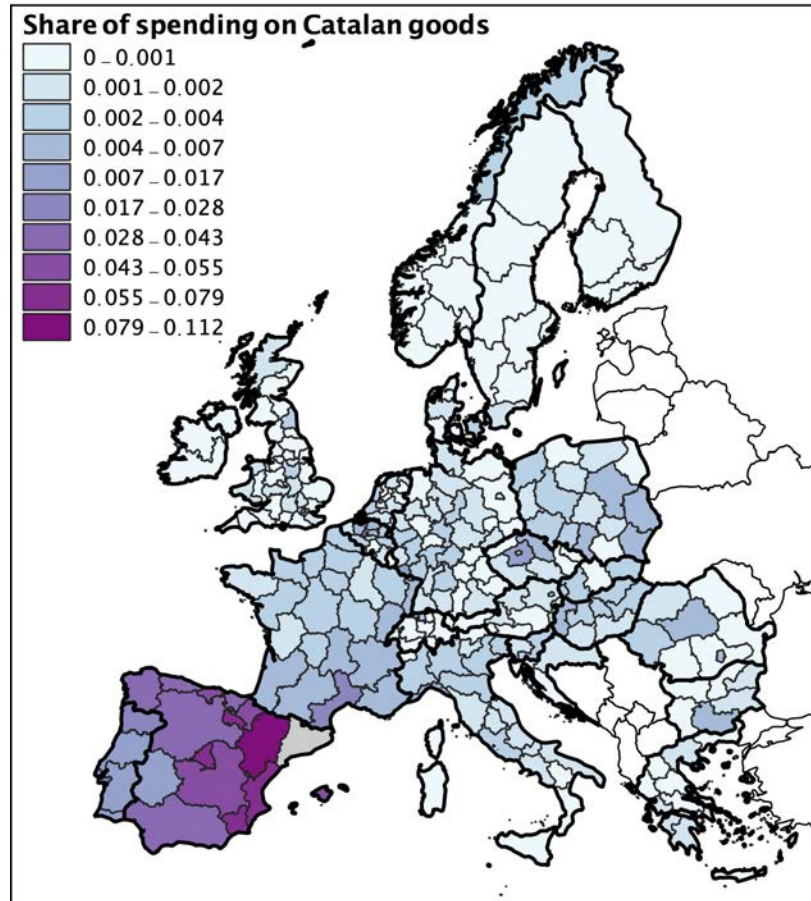 Share of spending on Catalan goods
0 – 0.001
0.001 – 0.002
0.002 – 0.004
0.004 – 0.007
0.007 – 0.017
0.017 – 0.028
0.028 – 0.043
0.043 – 0.055
0.055 – 0.079
0.079 – 0.112